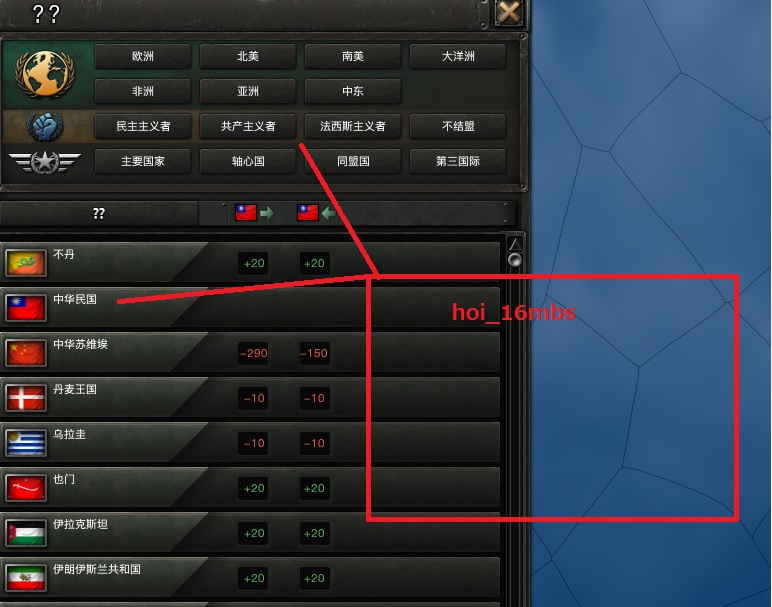 ??
欧洲 北美 南美 大洋洲
非洲 亚洲 中东
民主主义者 共产主义者 法西斯主义者 不结盟
主要国家 轴心国 同盟国 第三国际
??
不丹 +20 +20
中华民国
hoi_16mbs
中华苏维埃 -290 -150
丹麦王国 -10 -10
乌拉圭 -10 -10
也门 +20 +20
伊拉克斯坦 +20 +20
伊朗伊斯兰共和国 +20 +20